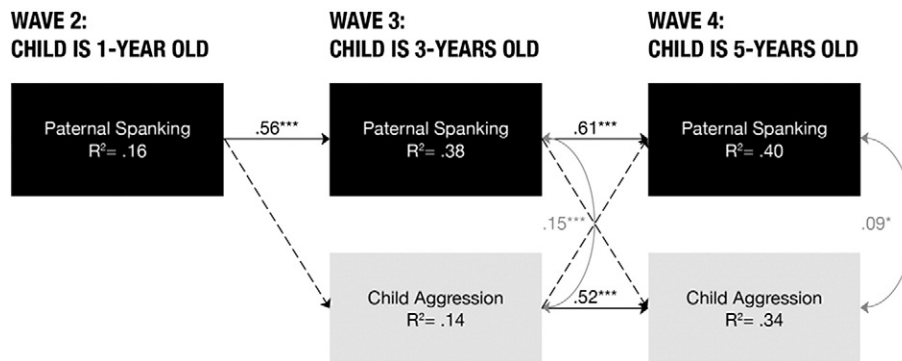 WAVE 2:
CHILD IS 1-YEAR OLD
WAVE 3:
CHILD IS 3-YEARS OLD
WAVE 4:
CHILD IS 5-YEARS OLD
Paternal Spanking
R²= .16
.56***
Paternal Spanking
R²= .38
.61***
Paternal Spanking
R²= .40
.15***
.09*
Child Aggression
R²= .14
.52***
Child Aggression
R²= .34